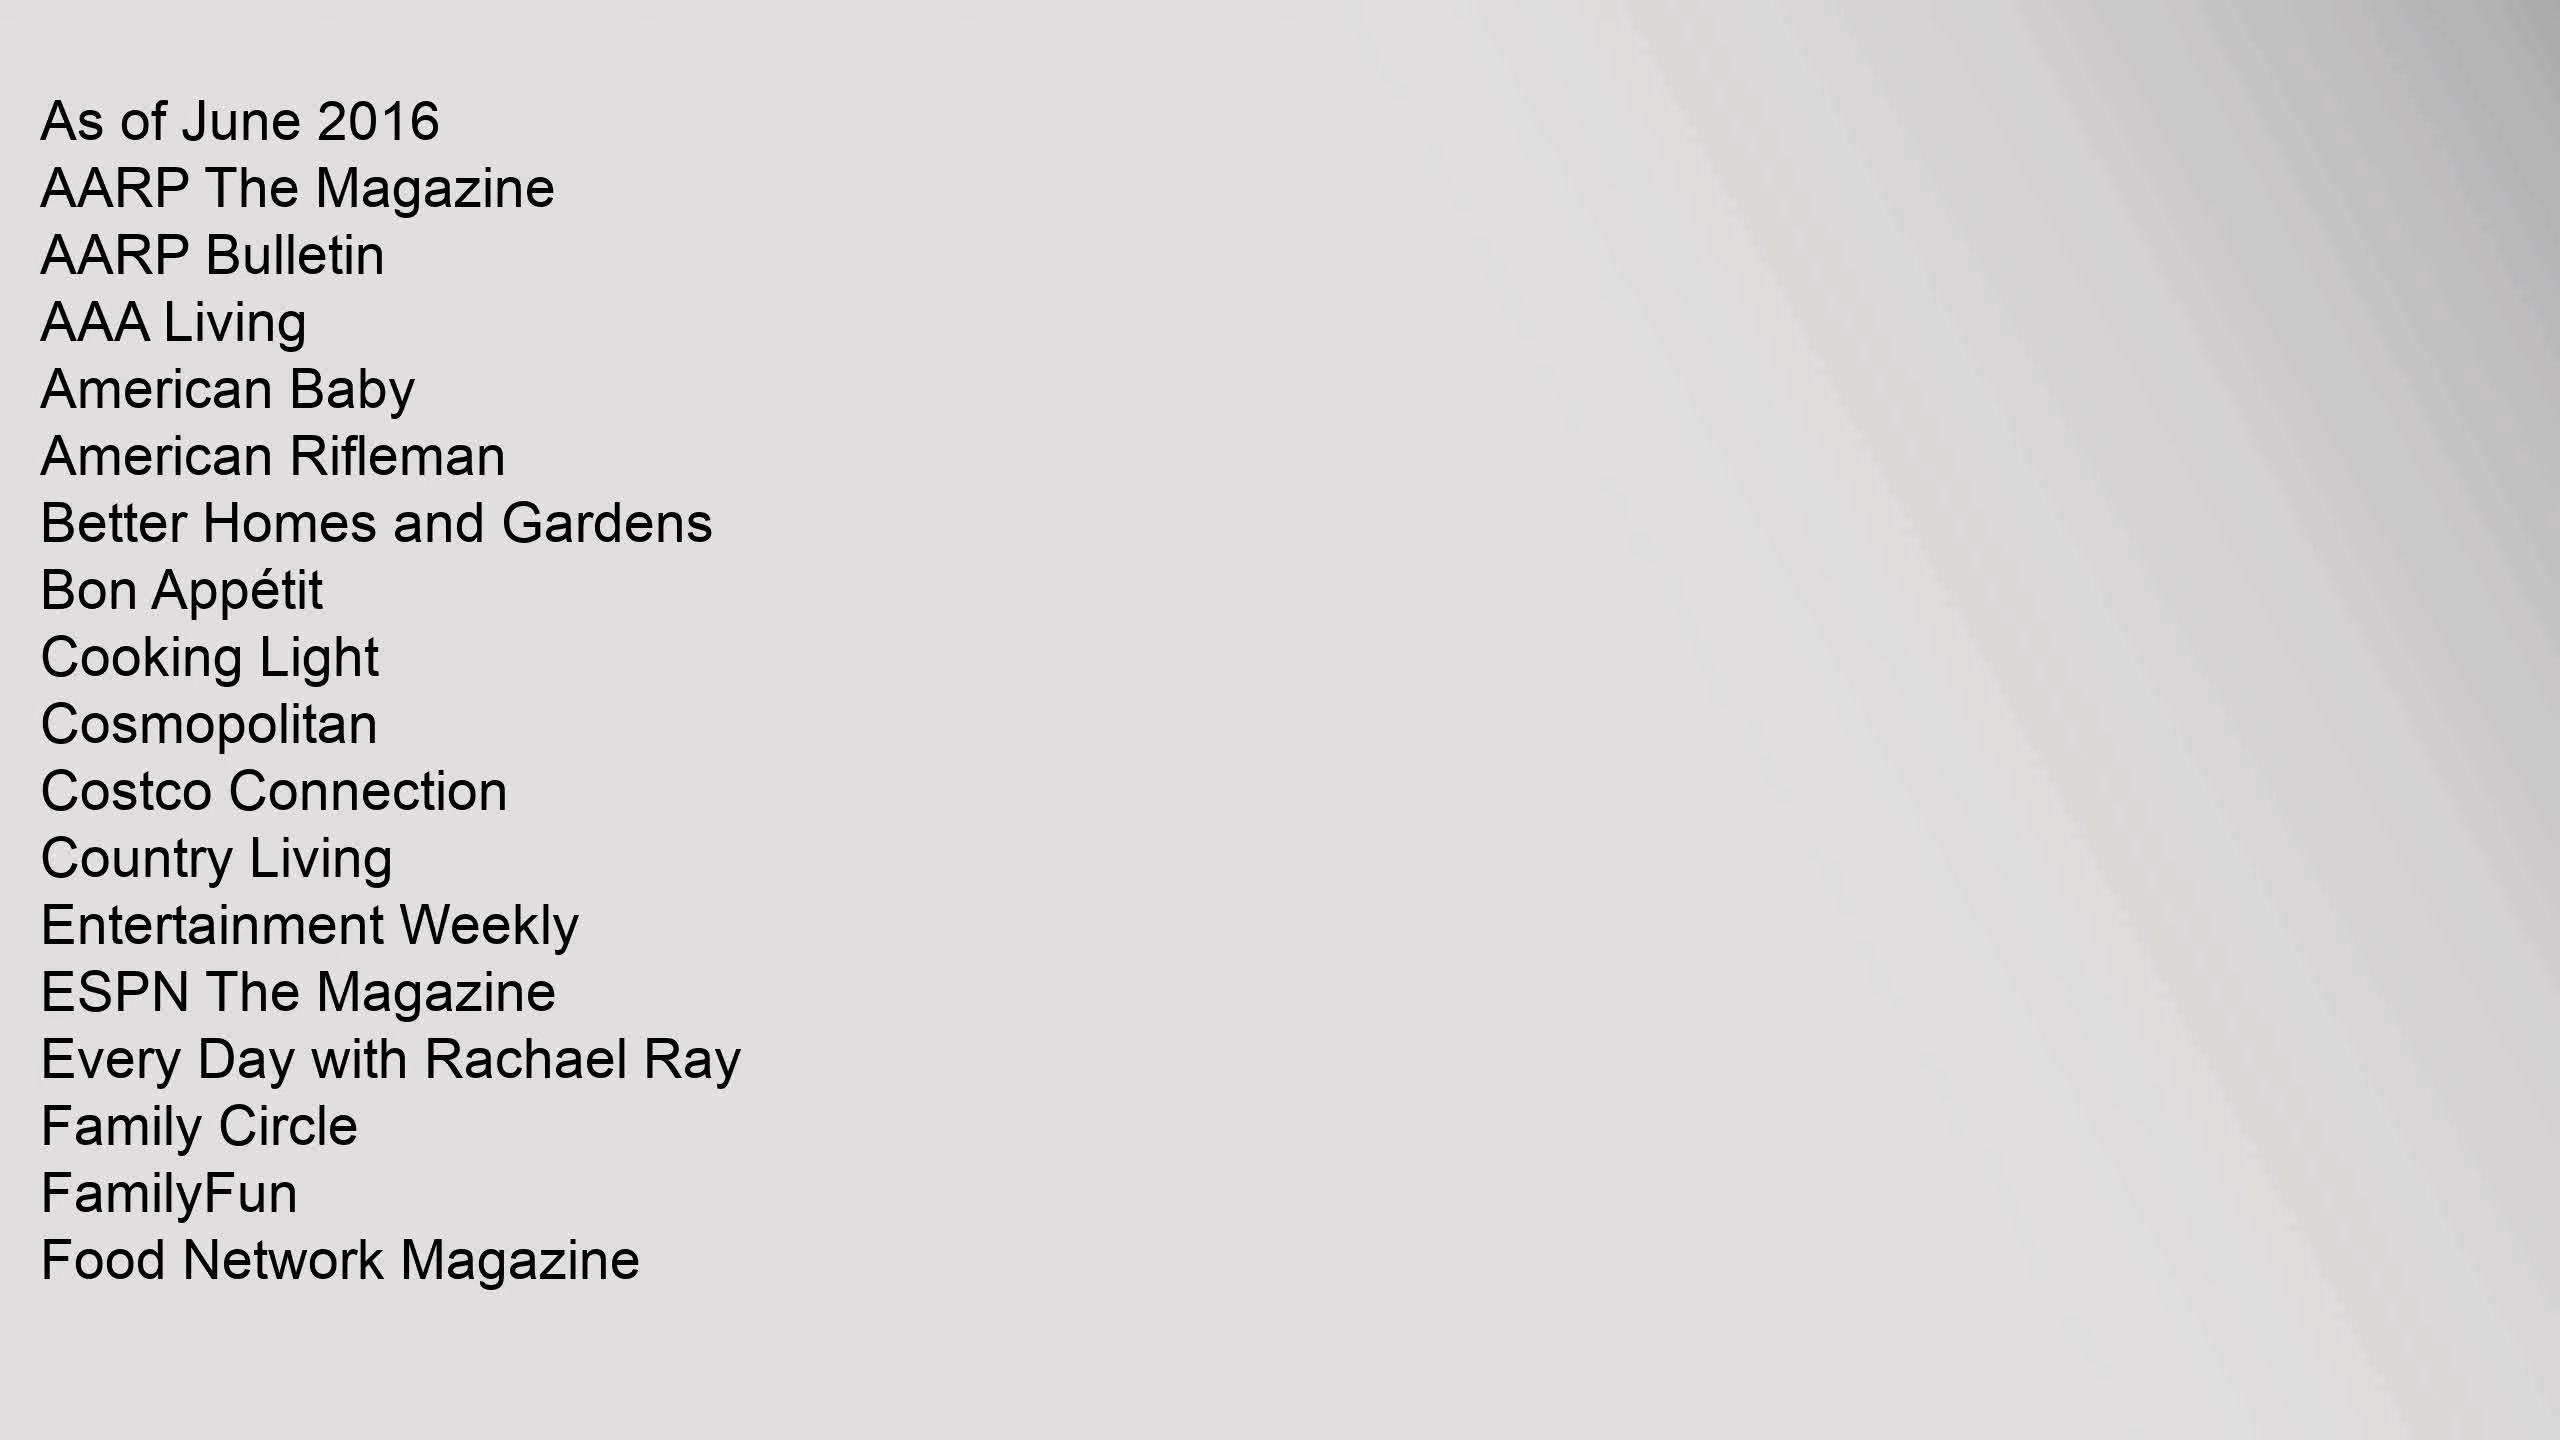 As of June 2016
AARP The Magazine
AARP Bulletin
AAA Living
American Baby
American Rifleman
Better Homes and Gardens
Bon Appétit
Cooking Light
Cosmopolitan
Costco Connection
Country Living
Entertainment Weekly
ESPN The Magazine
Every Day with Rachael Ray
Family Circle
FamilyFun
Food Network Magazine